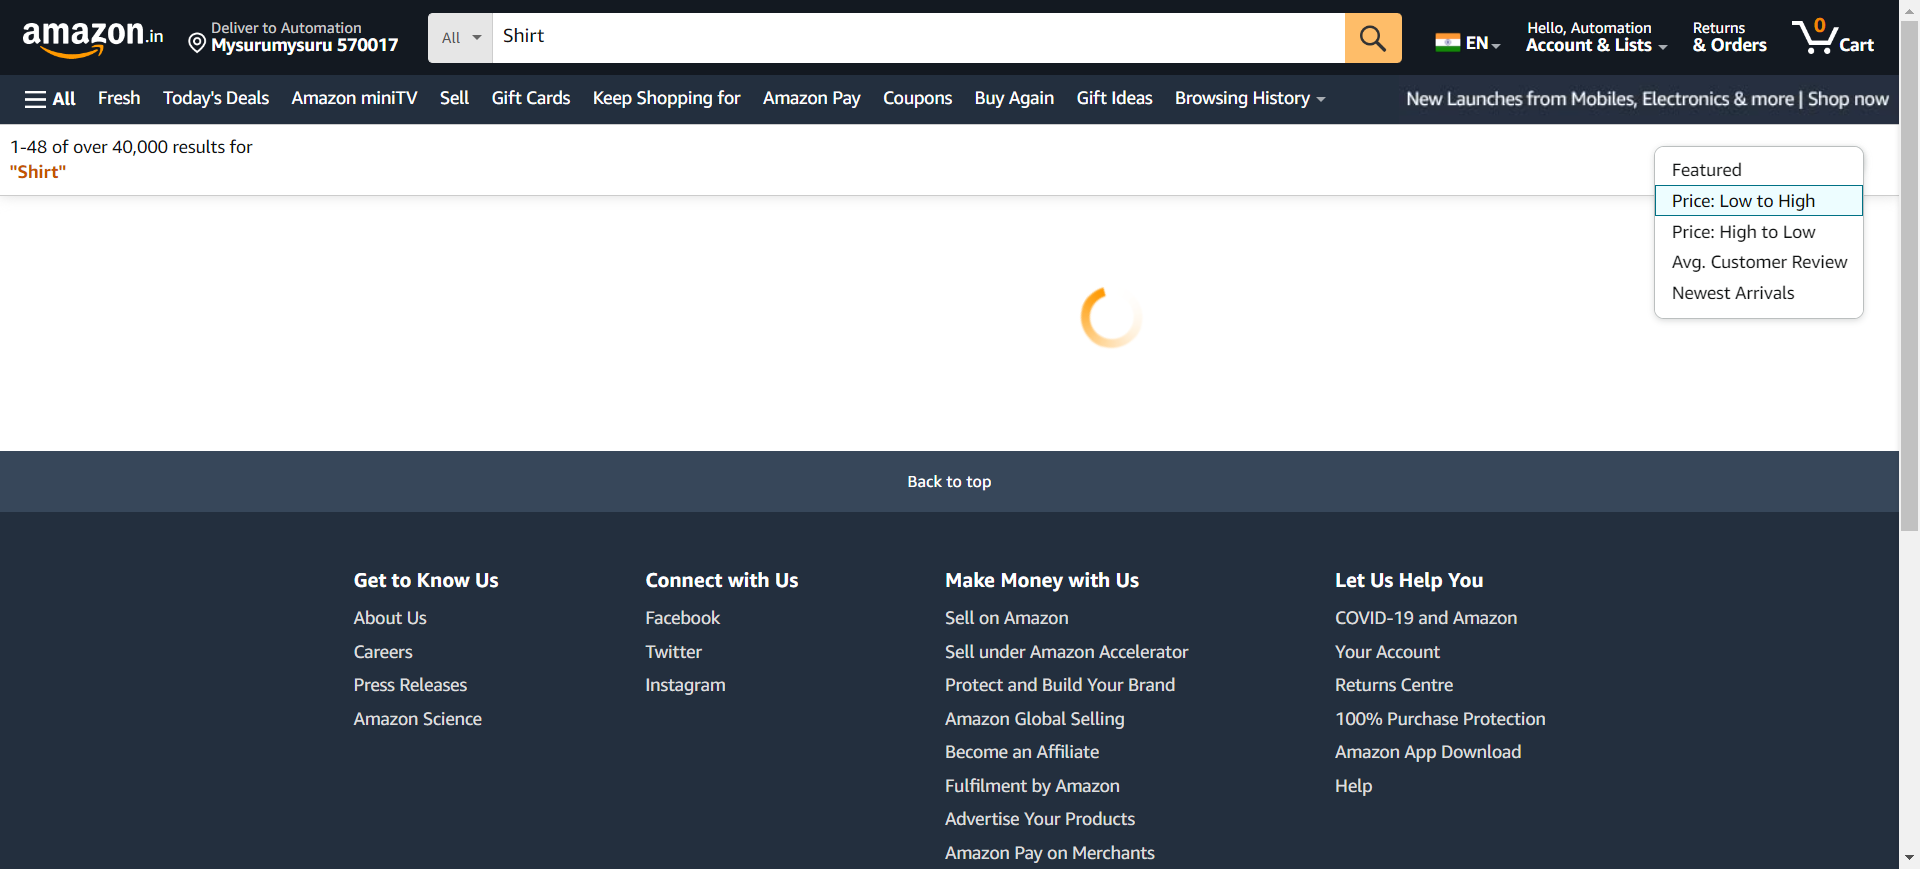 amazon.in
Deliver to Automation
Mysurumysuru 570017
All
Shirt
EN
Hello, Automation
Account & Lists
Returns
& Orders
0
Cart
All
Fresh
Today's Deals
Amazon miniTV
Sell
Gift Cards
Keep Shopping for
Amazon Pay
Coupons
Buy Again
Gift Ideas
Browsing History
New Launches from Mobiles, Electronics & more | Shop now
1-48 of over 40,000 results for
"Shirt"
Featured
Price: Low to High
Price: High to Low
Avg. Customer Review
Newest Arrivals
Back to top
Get to Know Us
About Us
Careers
Press Releases
Amazon Science
Connect with Us
Facebook
Twitter
Instagram
Make Money with Us
Sell on Amazon
Sell under Amazon Accelerator
Protect and Build Your Brand
Amazon Global Selling
Become an Affiliate
Fulfilment by Amazon
Advertise Your Products
Amazon Pay on Merchants
Let Us Help You
COVID-19 and Amazon
Your Account
Returns Centre
100% Purchase Protection
Amazon App Download
Help